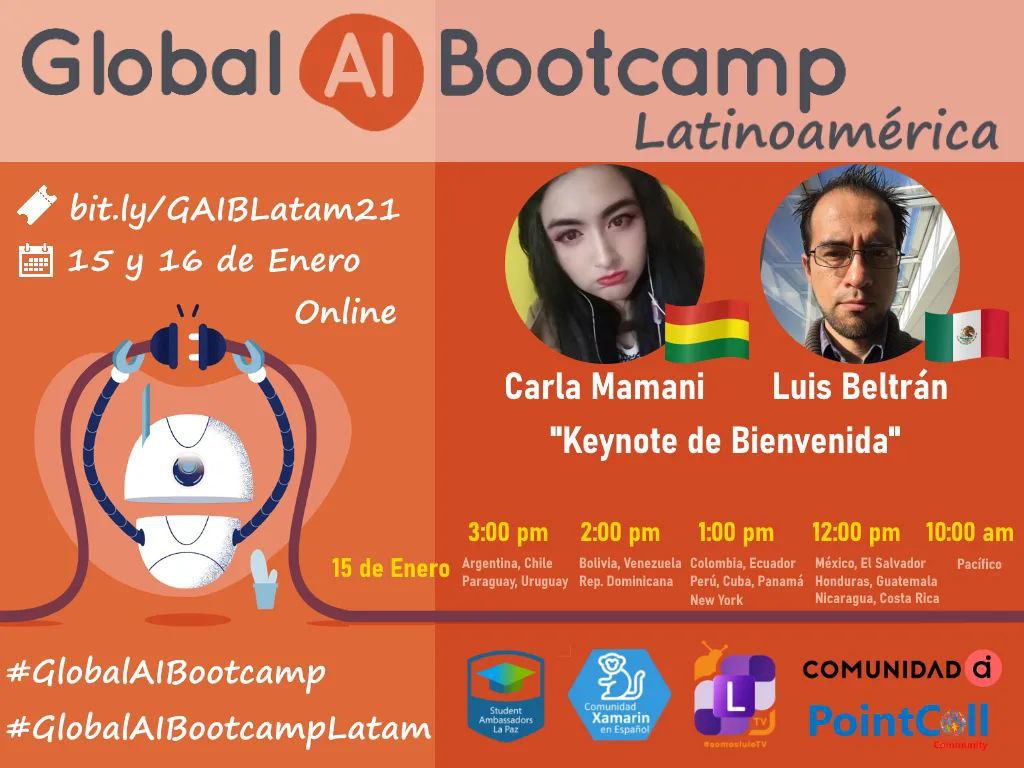 Global AI Bootcamp
Latinoamérica
bit.ly/GAIBLatam21
15 y 16 de Enero
Online
Carla Mamani
Luis Beltrán
"Keynote de Bienvenida"
15 de Enero
3:00 pm
Argentina, Chile
Paraguay, Uruguay
2:00 pm
Bolivia, Venezuela
Rep. Dominicana
1:00 pm
Colombia, Ecuador
Perú, Cuba, Panamá
New York
12:00 pm
México, El Salvador
Honduras, Guatemala
Nicaragua, Costa Rica
10:00 am
Pacífico
#GlobalAIBootcamp
#GlobalAIBootcampLatam
Student
Ambassadors
La Paz
Comunidad
Xamarin
en Español
L
TV
#somosluloTV
COMUNIDAD ai
PointColl
Community